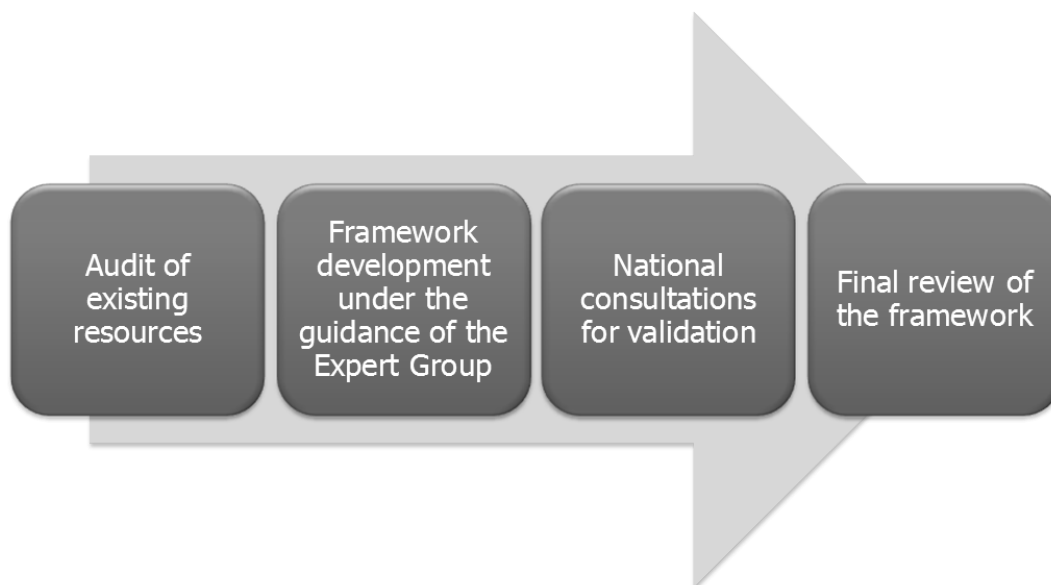 Audit of
existing
resources
Framework
development
under the
guidance of the
Expert Group
National
consultations
for validation
Final review of
the framework